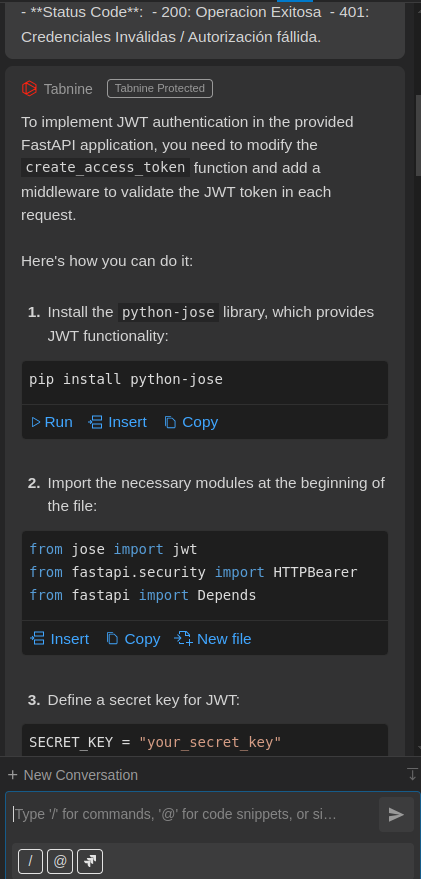 - **Status Code**:  - 200: Operacion Exitosa  - 401:
Credenciales Inválidas / Autorización fállida.
Tabnine Tabnine Protected
To implement JWT authentication in the provided
FastAPI application, you need to modify the
create_access_token function and add a
middleware to validate the JWT token in each
request.
Here's how you can do it:
1. Install the python-jose library, which provides
JWT functionality:
pip install python-jose
Run Insert Copy
2. Import the necessary modules at the beginning of
the file:
from jose import jwt
from fastapi.security import HTTPBearer
from fastapi import Depends
Insert Copy New file
3. Define a secret key for JWT:
SECRET_KEY = "your_secret_key"
+ New Conversation
Type '/' for commands, '@' for code snippets, or si…
/ @